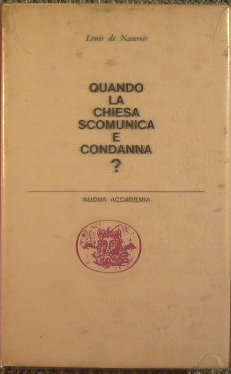 Louis de Naurois
QUANDO
LA
CHIESA
SCOMUNICA
E
CONDANNA
?
NUOVA ACCADEMIA